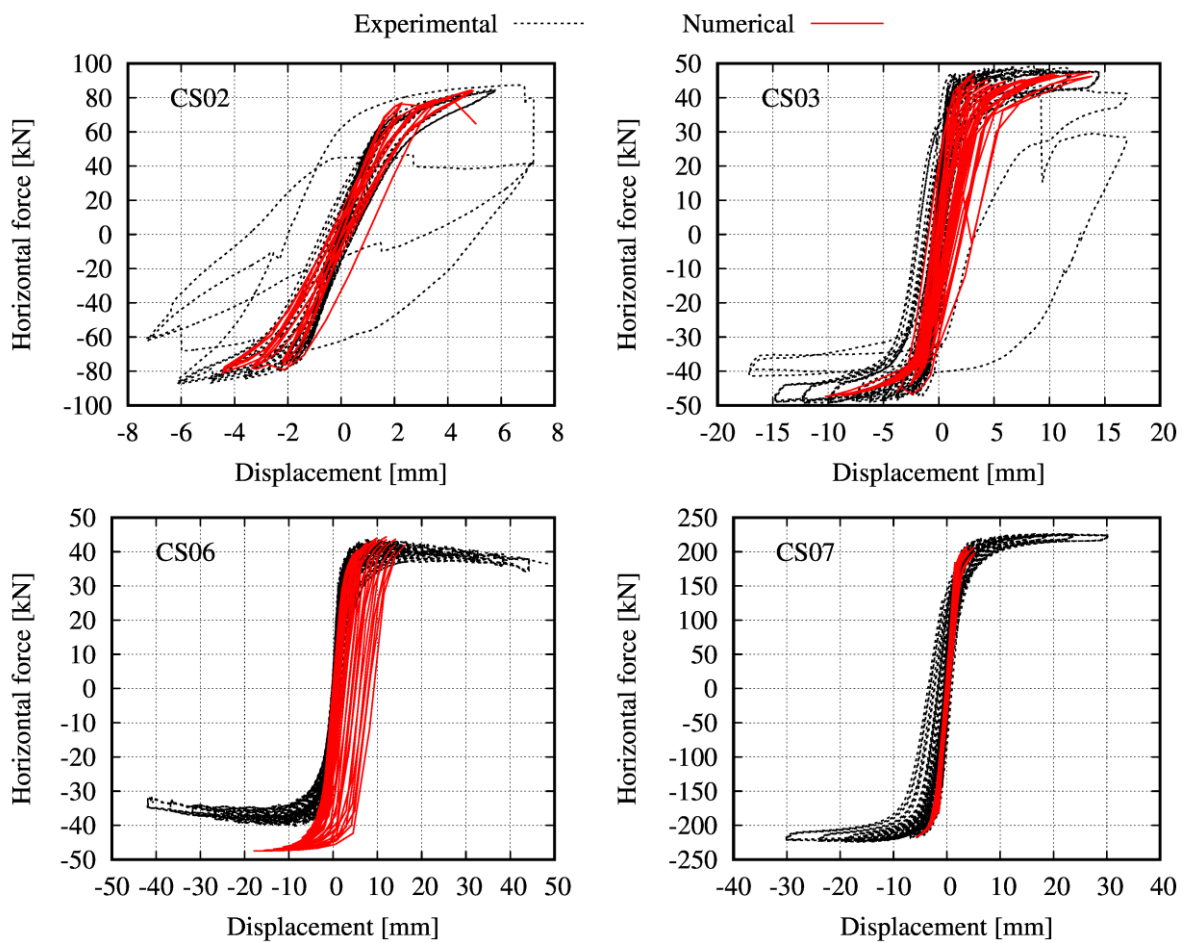 Experimental Numerical
100
80
60
40
20
0
-20
-40
-60
-80
-100
Horizontal force [kN]
CS02
-8 -6 -4 -2 0 2 4 6 8
Displacement [mm]
50
40
30
20
10
0
-10
-20
-30
-40
-50
Horizontal force [kN]
CS03
-20 -15 -10 -5 0 5 10 15 20
Displacement [mm]
50
40
30
20
10
0
-10
-20
-30
-40
-50
Horizontal force [kN]
CS06
-50 -40 -30 -20 -10 0 10 20 30 40 50
Displacement [mm]
250
200
150
100
50
0
-50
-100
-150
-200
-250
Horizontal force [kN]
CS07
-40 -30 -20 -10 0 10 20 30 40
Displacement [mm]